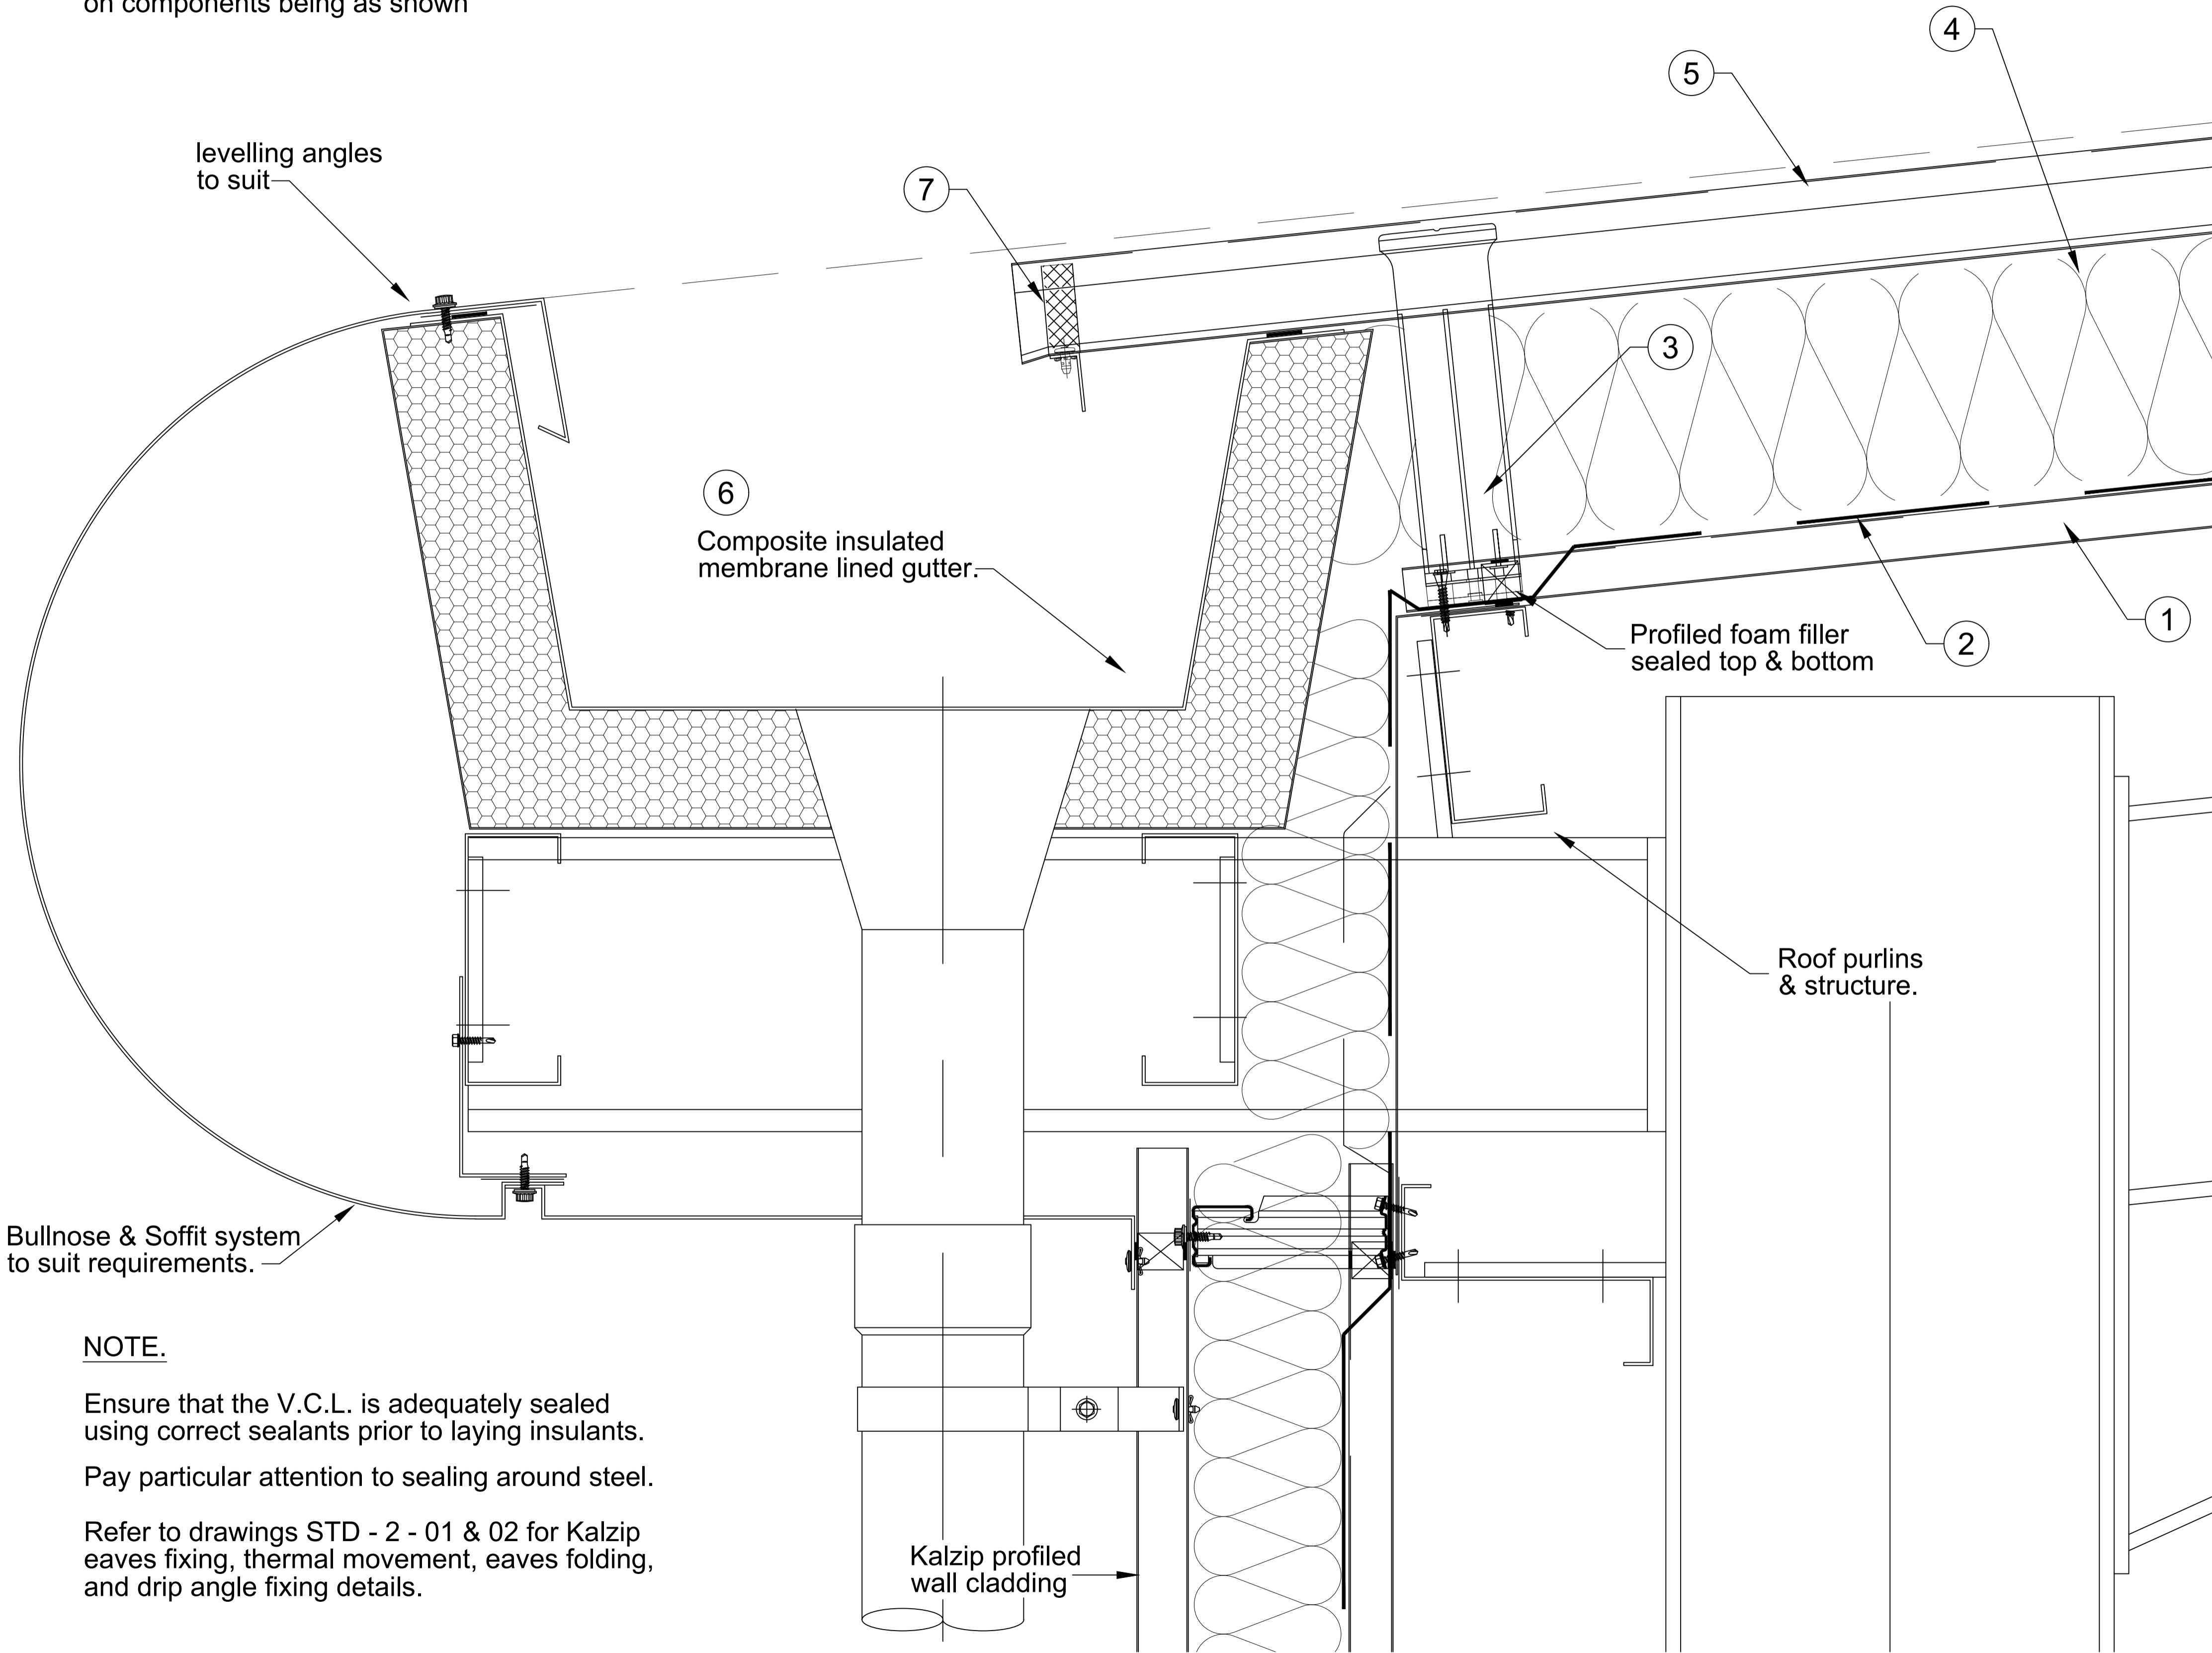 on components being as shown
4
5
levelling angles
to suit
7
3
6
Composite insulated
membrane lined gutter.
Profiled foam filler
sealed top & bottom
2
1
Roof purlins
& structure.
Bullnose & Soffit system
to suit requirements.
NOTE.
Ensure that the V.C.L. is adequately sealed
using correct sealants prior to laying insulants.
Pay particular attention to sealing around steel.
Refer to drawings STD - 2 - 01 & 02 for Kalzip
eaves fixing, thermal movement, eaves folding,
and drip angle fixing details.
Kalzip profiled
wall cladding